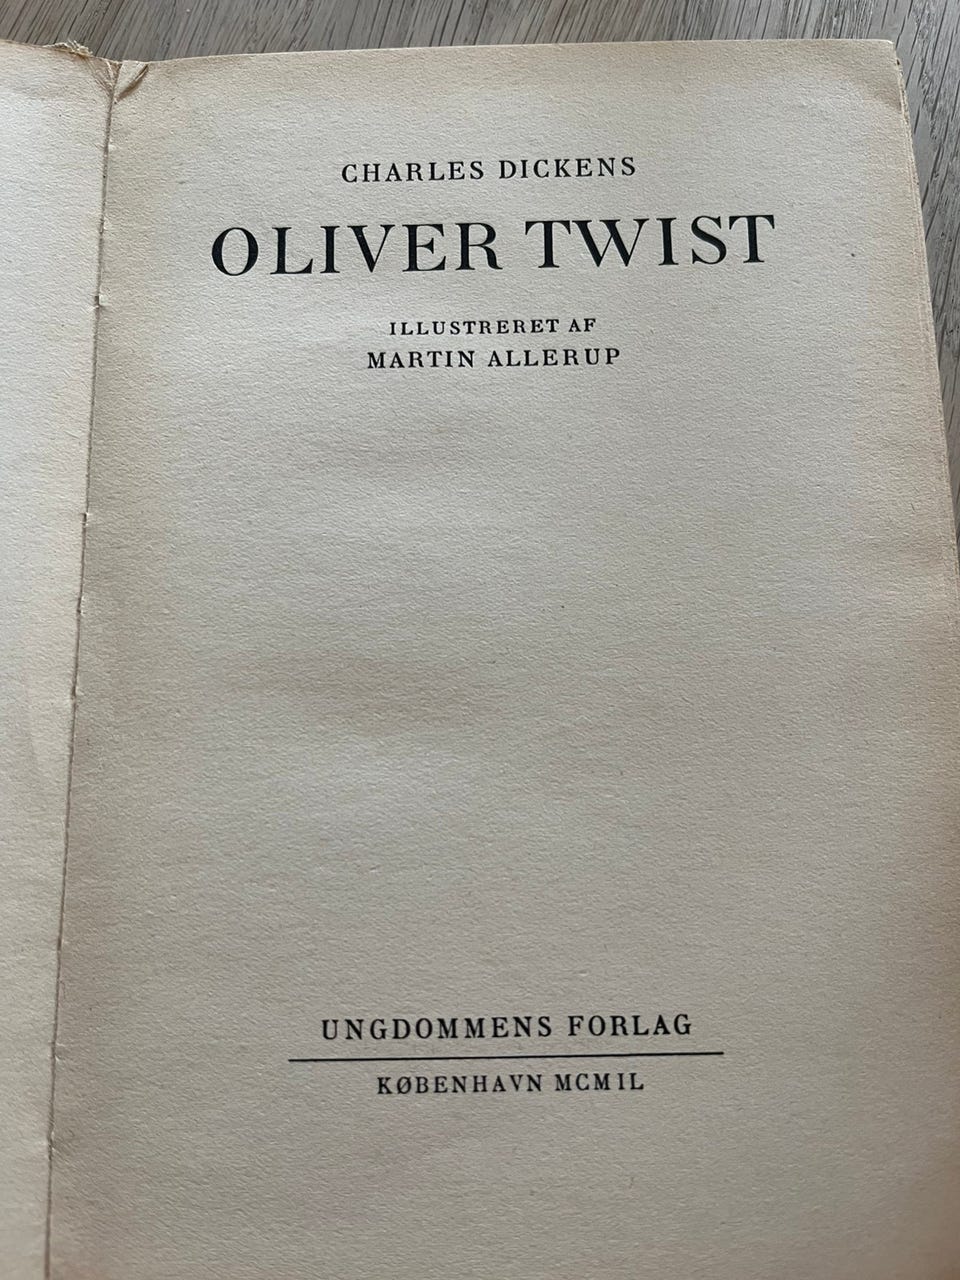 CHARLES DICKENS
OLIVER TWIST
ILLUSTRERET AF
MARTIN ALLERUP
UNGDOMMENS FORLAG
KØBENHAVN MCMIL